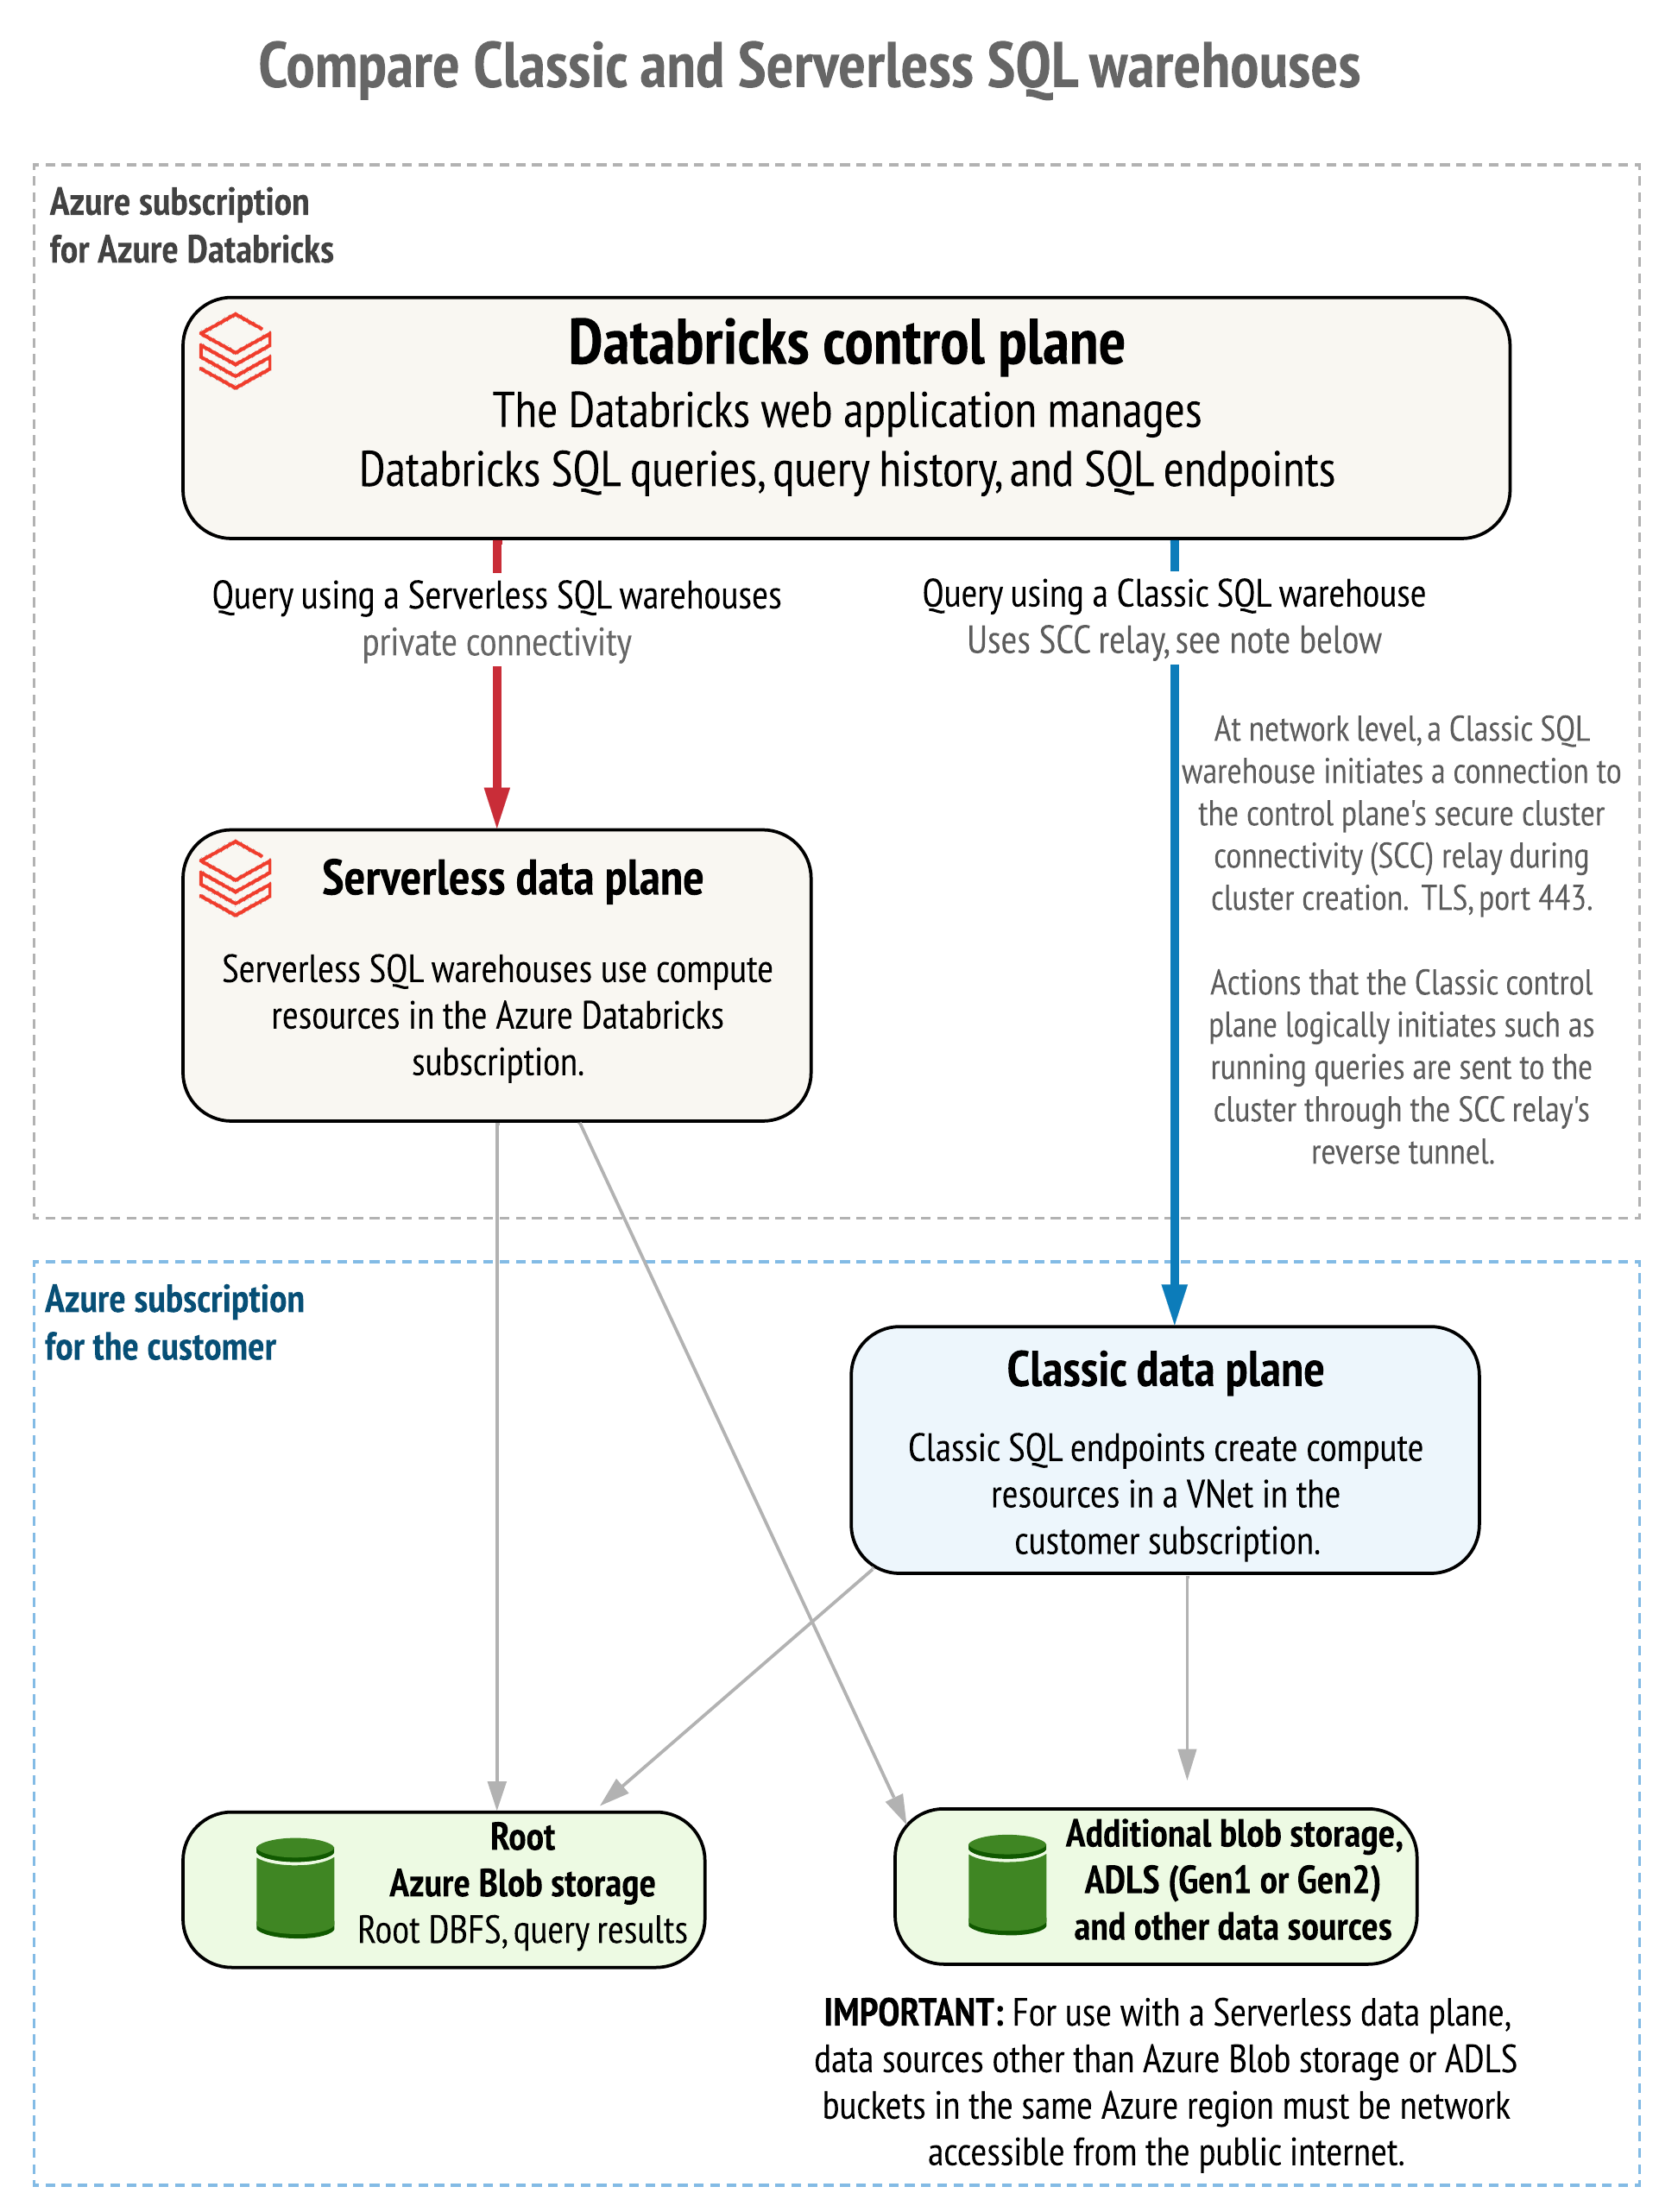 Compare Classic and Serverless SQL warehouses
Azure subscription
for Azure Databricks
Databricks control plane
The Databricks web application manages
Databricks SQL queries, query history, and SQL endpoints
Query using a Serverless SQL warehouses
private connectivity
Query using a Classic SQL warehouse
Uses SCC relay, see note below
At network level, a Classic SQL
warehouse initiates a connection to
the control plane's secure cluster
connectivity (SCC) relay during
cluster creation.  TLS, port 443.
Actions that the Classic control
plane logically initiates such as
running queries are sent to the
cluster through the SCC relay's
reverse tunnel.
Serverless data plane
Serverless SQL warehouses use compute
resources in the Azure Databricks
subscription.
Azure subscription
for the customer
Classic data plane
Classic SQL endpoints create compute
resources in a VNet in the
customer subscription.
Root
Azure Blob storage
Root DBFS, query results
Additional blob storage,
ADLS (Gen1 or Gen2)
and other data sources
IMPORTANT: For use with a Serverless data plane,
data sources other than Azure Blob storage or ADLS
buckets in the same Azure region must be network
accessible from the public internet.